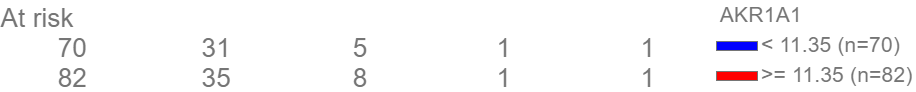 At risk
70 31 5 1 1
82 35 8 1 1
AKR1A1
< 11.35 (n=70)
>= 11.35 (n=82)